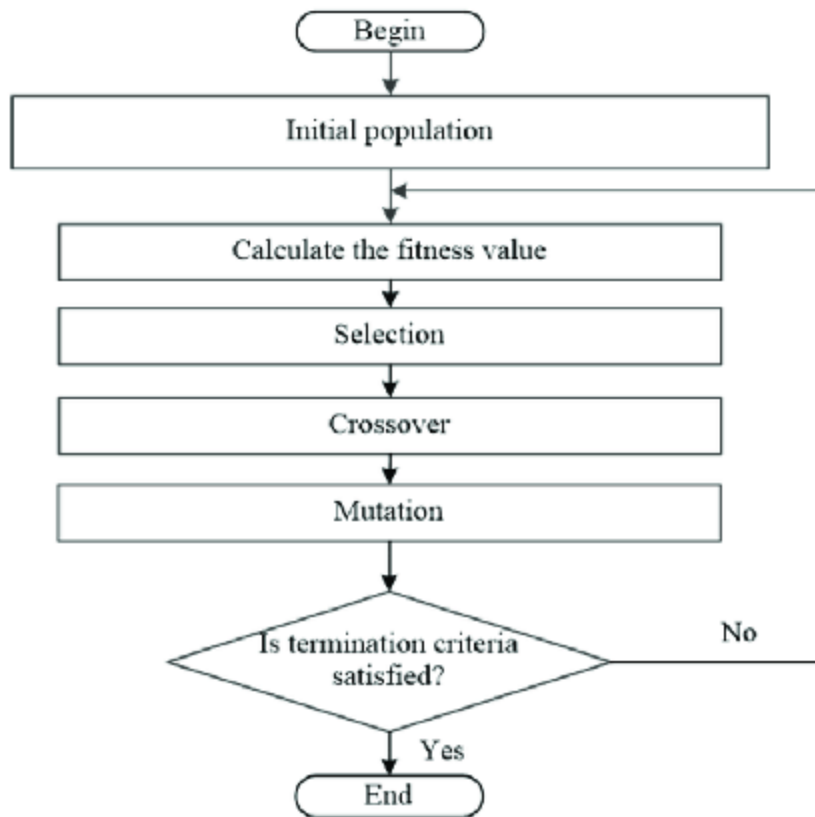 Begin
Initial population
Calculate the fitness value
Selection
Crossover
Mutation
Is termination criteria
satisfied?
No
Yes
End